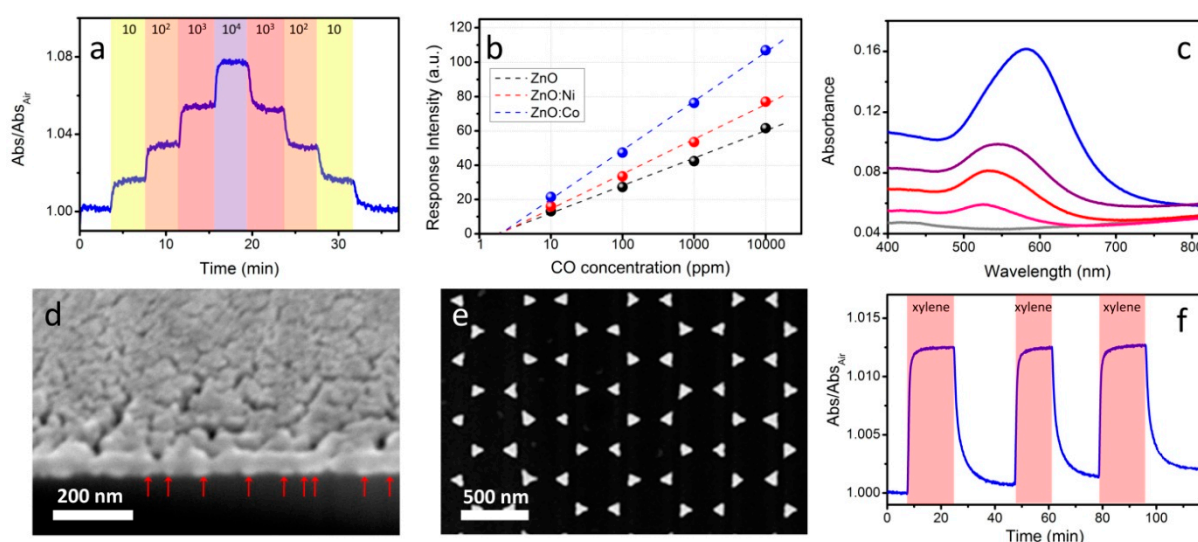 10 10² 10³ 10⁴ 10³ 10² 10
a
1.08
1.04
1.00
Abs/Abs_Air
0 10 20 30
Time (min)
b
120
100
80
60
40
20
0
Response Intensity (a.u.)
ZnO
ZnO:Ni
ZnO:Co
1 10 100 1000 10000
CO concentration (ppm)
c
0.16
0.12
0.08
0.04
Absorbance
400 500 600 700 800
Wavelength (nm)
d
200 nm
e
500 nm
xylene xylene xylene
f
1.015
1.010
1.005
1.000
Abs/Abs_Air
0 20 40 60 80 100
Time (min)